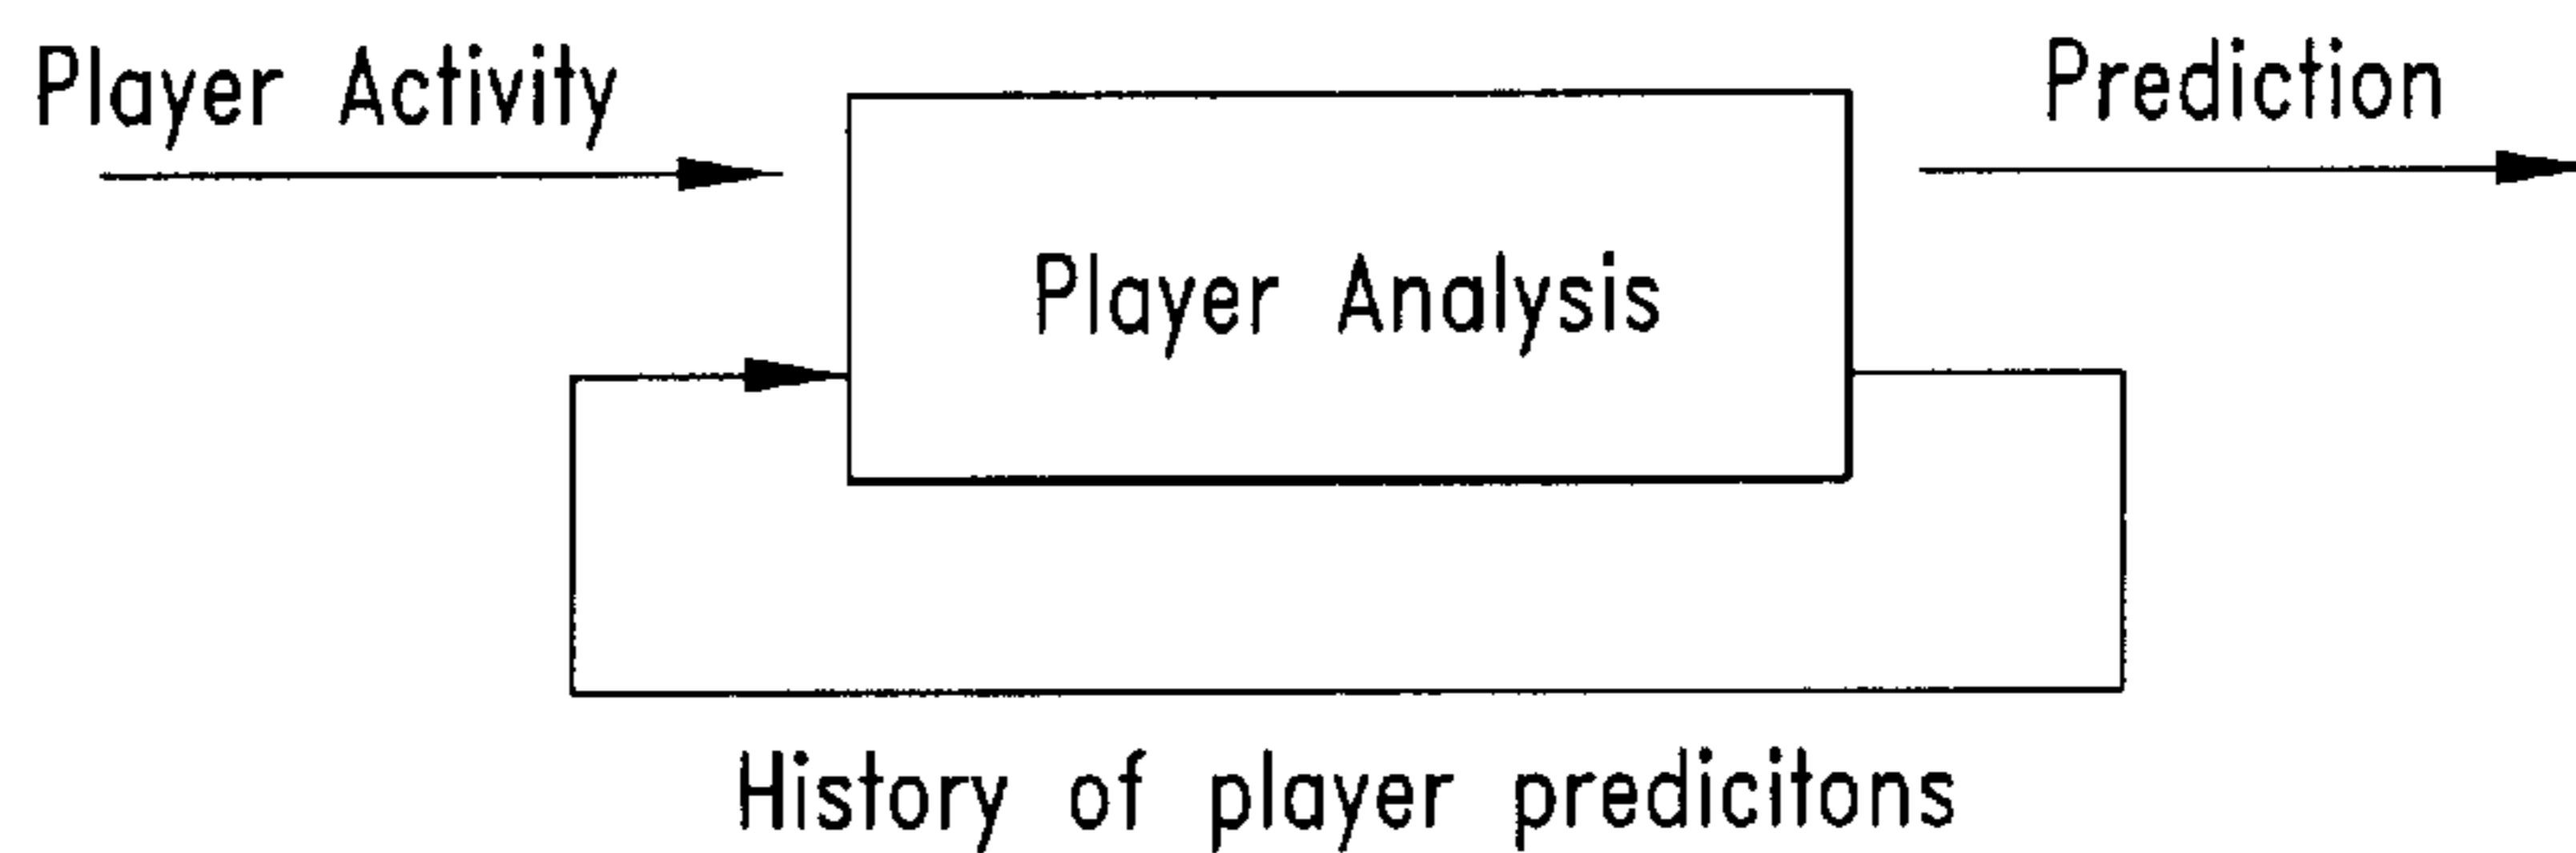 Player Activity
Prediction
Player Analysis
History of player predicitons